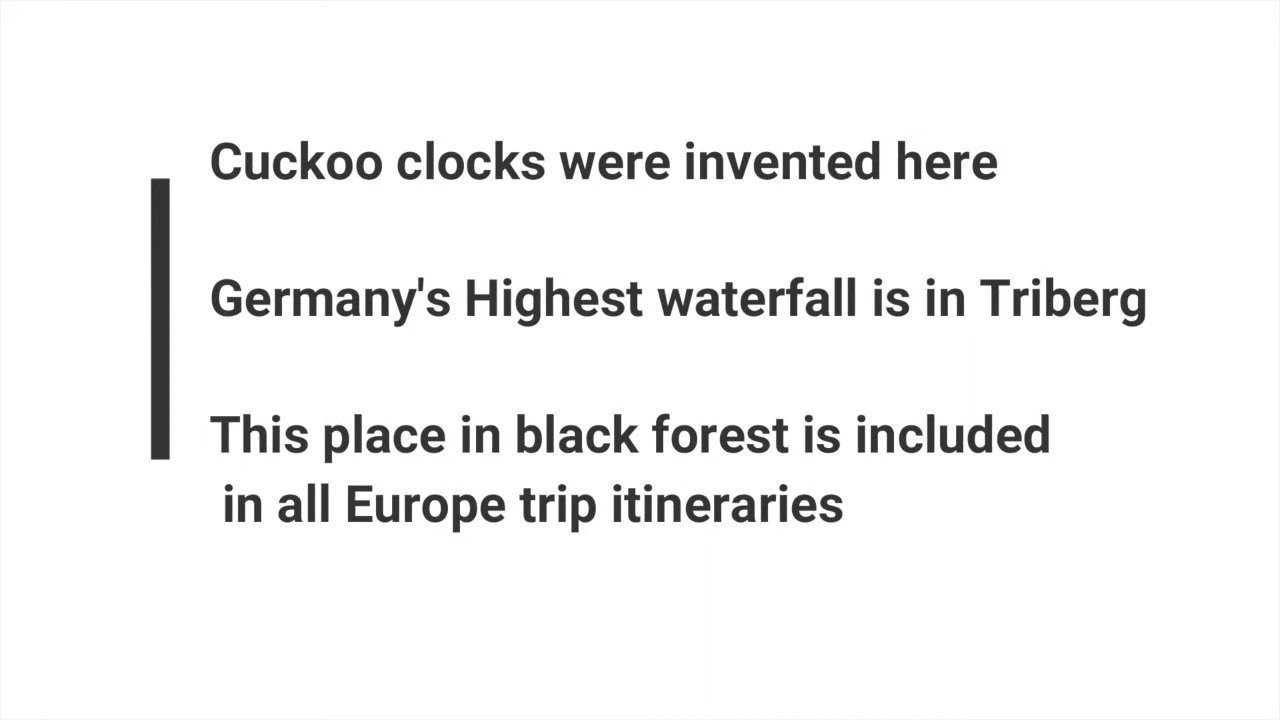 Cuckoo clocks were invented here
Germany's Highest waterfall is in Triberg
This place in black forest is included
in all Europe trip itineraries